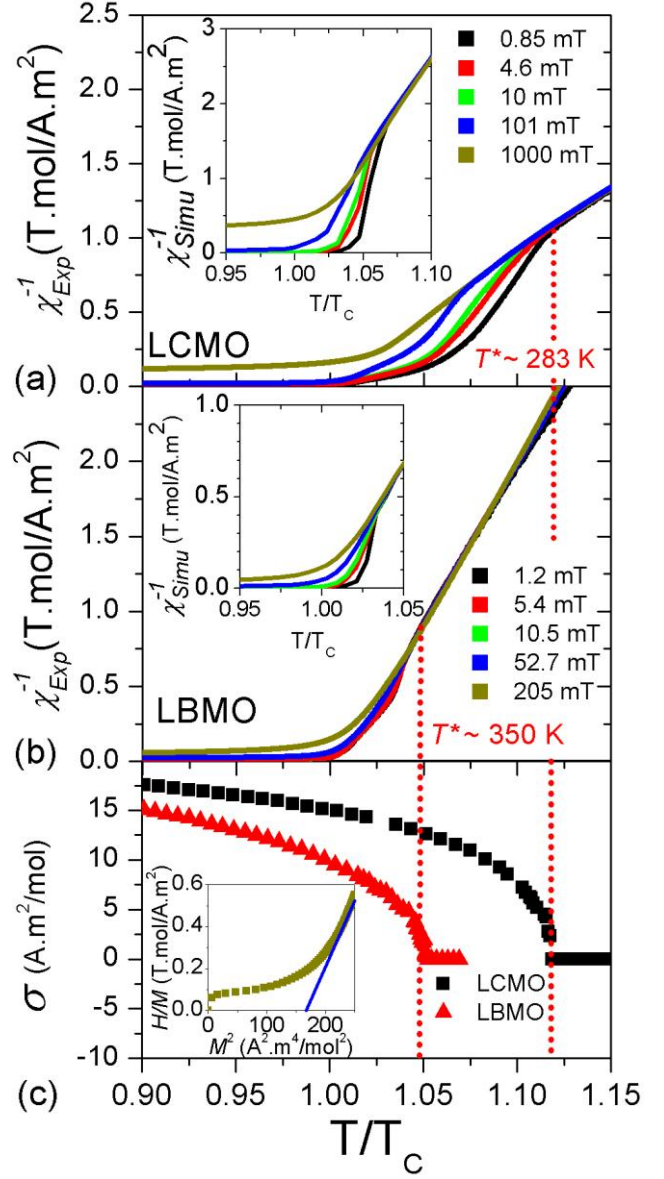 2.5
2.0
1.5
1.0
0.5
0.0
χ⁻¹Exp (T.mol/A.m²)
3
2
1
0
χ⁻¹Simu (T.mol/A.m²)
0.95 1.00 1.05 1.10
T/TC
0.85 mT
4.6 mT
10 mT
101 mT
1000 mT
LCMO
T*~ 283 K
(a)
2.0
1.5
1.0
0.5
0.0
χ⁻¹Exp (T.mol/A.m²)
1.0
0.6
0.4
0.0
χ⁻¹Simu (T.mol/A.m²)
0.95 1.00 1.05
T/TC
1.2 mT
5.4 mT
10.5 mT
52.7 mT
205 mT
LBMO
T*~ 350 K
(b)
15
10
5
0
-5
-10
σ (A.m²/mol)
0.6
0.4
0.2
0.0
H/M (T.mol/A.m²)
0 100 200
M² (A².m⁴/mol²)
LCMO
LBMO
(c)
0.90 0.95 1.00 1.05 1.10 1.15
T/TC